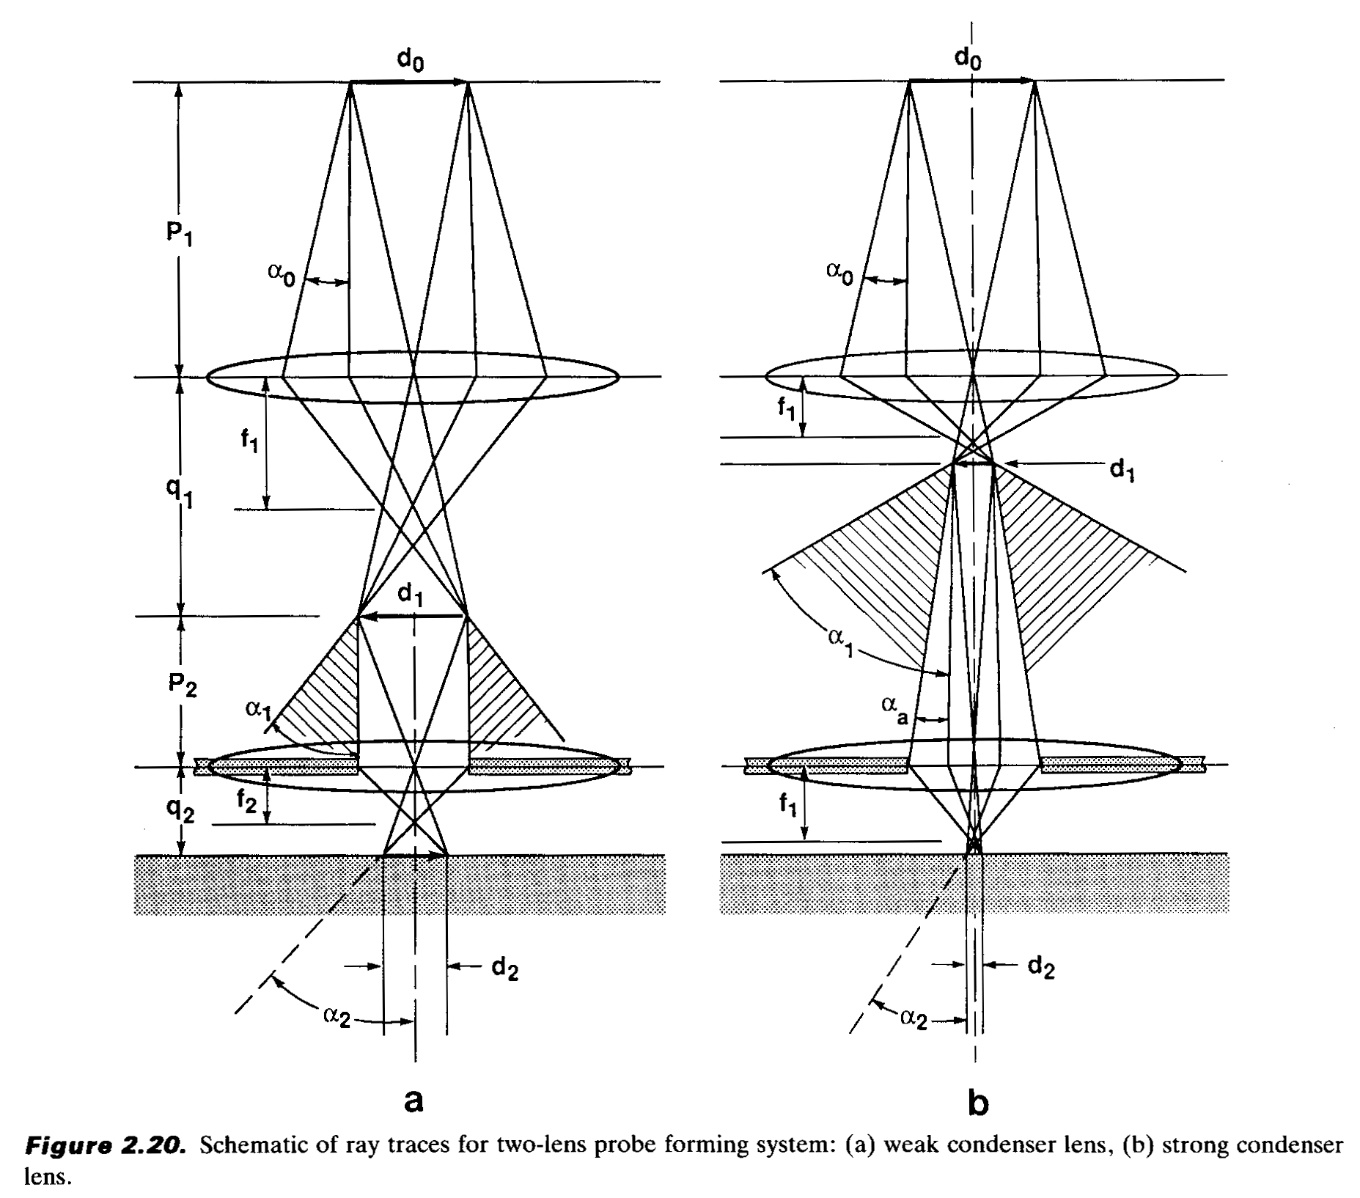 d0 d0
P1
α0 α0
f1 f1
q1
d1 d1
P2
α1 α1
αa
f2 f1
q2
d2 d2
α2 α2
a b
Figure 2.20. Schematic of ray traces for two-lens probe forming system: (a) weak condenser lens, (b) strong condenser
lens.